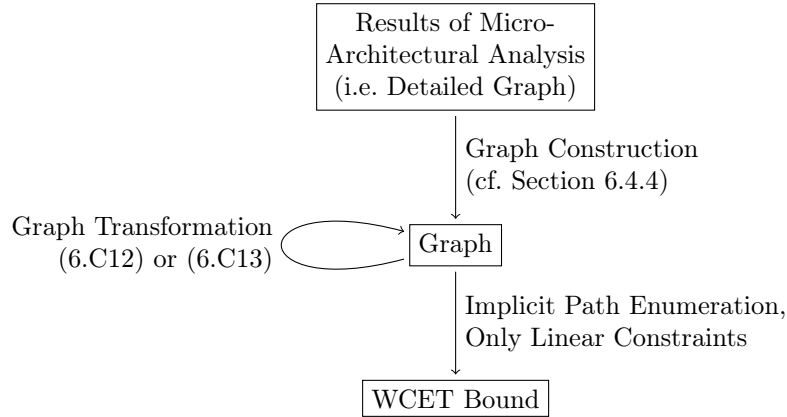 Results of Micro-
Architectural Analysis
(i.e. Detailed Graph)
Graph Construction
(cf. Section 6.4.4)
Graph Transformation
(6.C12) or (6.C13)
Graph
Implicit Path Enumeration,
Only Linear Constraints
WCET Bound